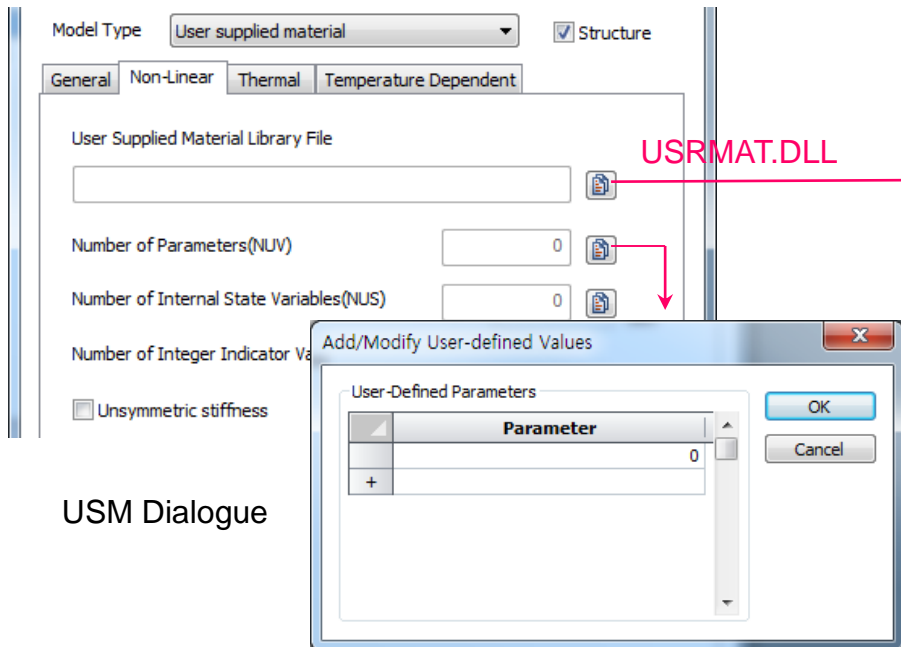 Model Type User supplied material Structure
General Non-Linear Thermal Temperature Dependent
User Supplied Material Library File
USRMAT.DLL
Number of Parameters(NUV) 0
Number of Internal State Variables(NUS) 0
Add/Modify User-defined Values
Number of Integer Indicator Va
User-Defined Parameters
OK
Parameter
Cancel
0
+
Unsymmetric stiffness
USM Dialogue